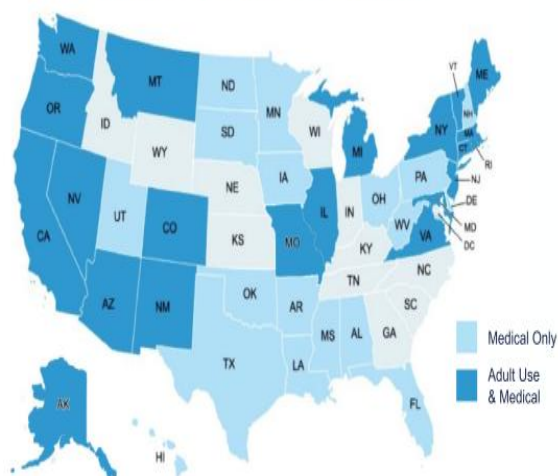 WA
MT
ND
MN
VT
ME
OR
ID
SD
WI
NH
MA
NY
CT
RI
WY
MI
NJ
IA
PA
NE
OH
DE
NV
IL
IN
MD
UT
CO
WV
VA
DC
CA
KS
MO
KY
NC
TN
AZ
NM
OK
AR
SC
MS
AL
GA
Medical Only
TX
LA
Adult Use
& Medical
AK
FL
HI